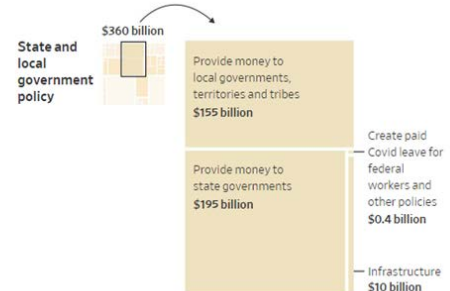 $360 billion
State and
local
government
policy
Provide money to
local governments,
territories and tribes
$155 billion
Create paid
Covid leave for
federal
workers and
other policies
$0.4 billion
Provide money to
state governments
$195 billion
Infrastructure
$10 billion